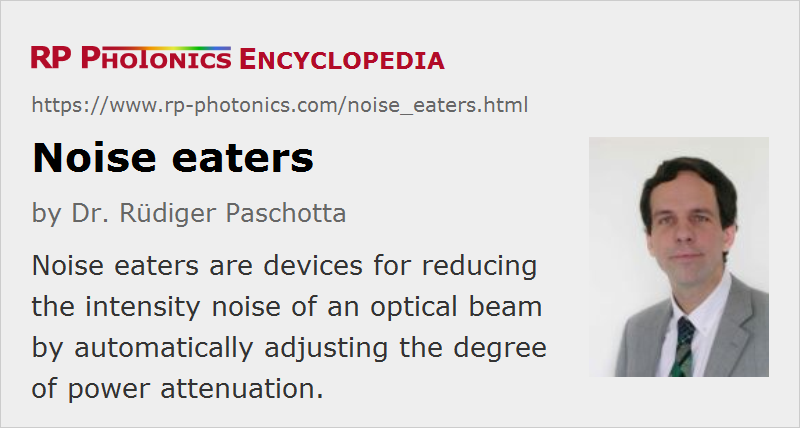 RP PHOTONICS ENCYCLOPEDIA
https://www.rp-photonics.com/noise_eaters.html
Noise eaters
by Dr. Rüdiger Paschotta
Noise eaters are devices for reducing
the intensity noise of an optical beam
by automatically adjusting the degree
of power attenuation.